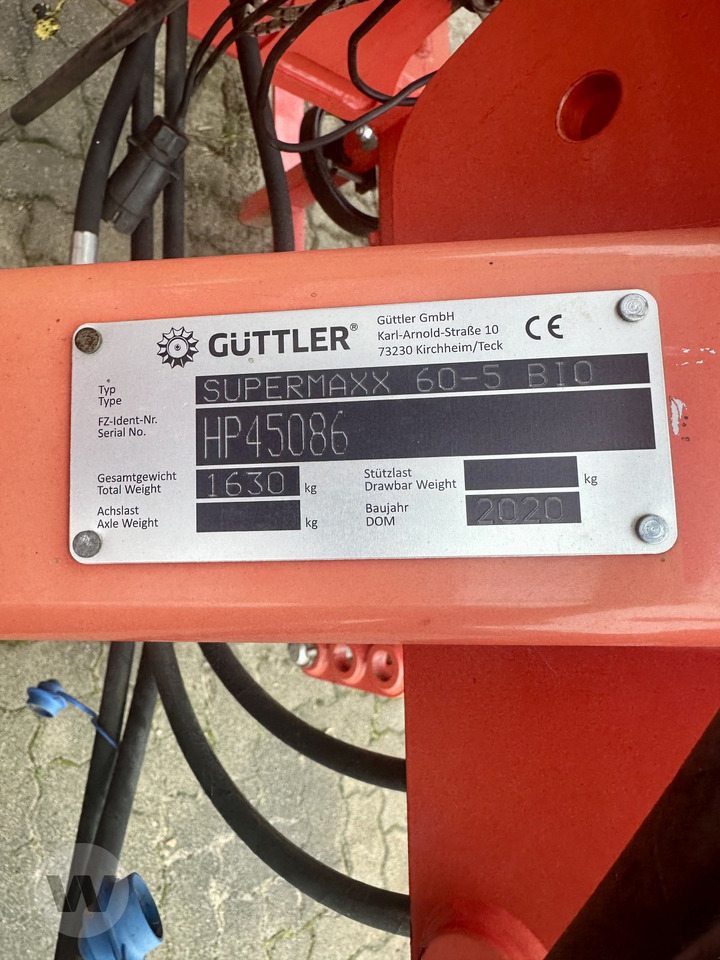 GÜTTLER®
Güttler GmbH
Karl-Arnold-Straße 10
73230 Kirchheim/Teck
CE
Typ
Type
SUPERMAXX 60-5 BIO
FZ-Ident-Nr.
Serial No.
HP45086
Gesamtgewicht
Total Weight
1630 kg
Stützlast
Drawbar Weight
kg
Achslast
Axle Weight
kg
Baujahr
DOM
2020
W